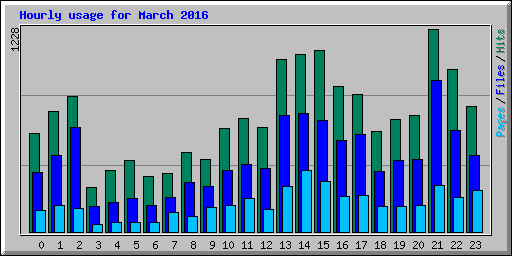 Hourly usage for March 2016
1228
Pages/Files/Hits
0 1 2 3 4 5 6 7 8 9 10 11 12 13 14 15 16 17 18 19 20 21 22 23